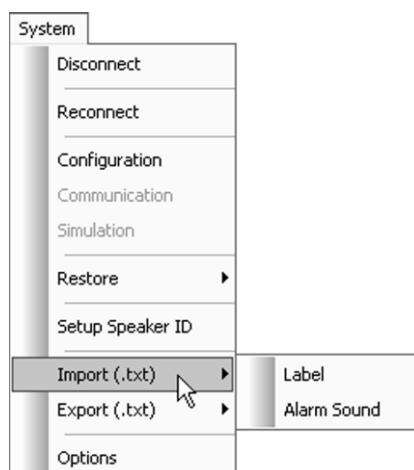 System
Disconnect
Reconnect
Configuration
Communication
Simulation
Restore
Setup Speaker ID
Import (.txt)
Label
Export (.txt)
Alarm Sound
Options